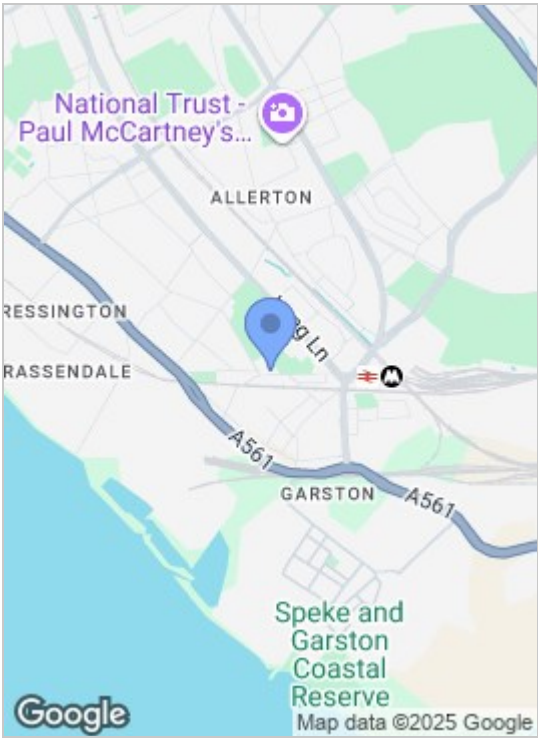 National Trust -
Paul McCartney's...
ALLERTON
RESSINGTON
RASSENDALE
Long Ln
A561
GARSTON
A561
Speke and
Garston
Coastal
Reserve
Google
Map data ©2025 Google